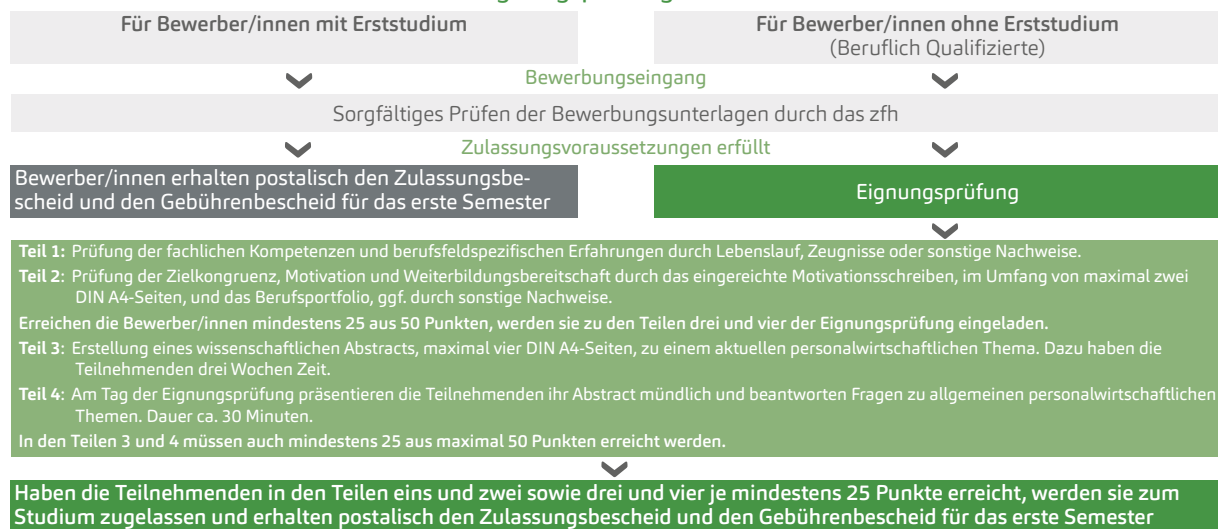 Für Bewerber/innen mit Erststudium
Für Bewerber/innen ohne Erststudium
(Beruflich Qualifizierte)
Bewerbungseingang
Sorgfältiges Prüfen der Bewerbungsunterlagen durch das zfh
Zulassungsvoraussetzungen erfüllt
Bewerber/innen erhalten postalisch den Zulassungsbe-
scheid und den Gebührenbescheid für das erste Semester
Eignungsprüfung
Teil 1: Prüfung der fachlichen Kompetenzen und berufsfeldspezifischen Erfahrungen durch Lebenslauf, Zeugnisse oder sonstige Nachweise.
Teil 2: Prüfung der Zielkongruenz, Motivation und Weiterbildungsbereitschaft durch das eingereichte Motivationsschreiben, im Umfang von maximal zwei
DIN A4-Seiten, und das Berufsportfolio, ggf. durch sonstige Nachweise.
Erreichen die Bewerber/innen mindestens 25 aus 50 Punkten, werden sie zu den Teilen drei und vier der Eignungsprüfung eingeladen.
Teil 3: Erstellung eines wissenschaftlichen Abstracts, maximal vier DIN A4-Seiten, zu einem aktuellen personalwirtschaftlichen Thema. Dazu haben die
Teilnehmenden drei Wochen Zeit.
Teil 4: Am Tag der Eignungsprüfung präsentieren die Teilnehmenden ihr Abstract mündlich und beantworten Fragen zu allgemeinen personalwirtschaftlichen
Themen. Dauer ca. 30 Minuten.
In den Teilen 3 und 4 müssen auch mindestens 25 aus maximal 50 Punkten erreicht werden.
Haben die Teilnehmenden in den Teilen eins und zwei sowie drei und vier je mindestens 25 Punkte erreicht, werden sie zum
Studium zugelassen und erhalten postalisch den Zulassungsbescheid und den Gebührenbescheid für das erste Semester